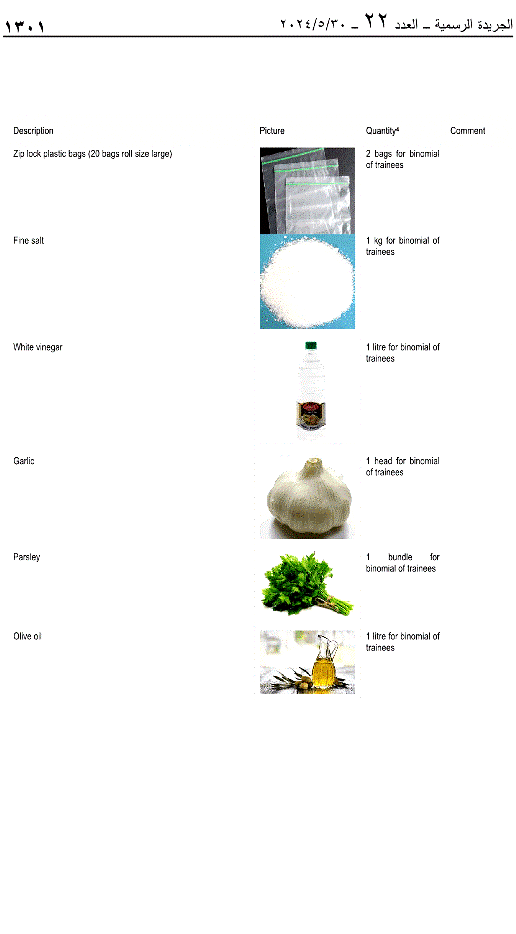 الجريدة الرسمية – العدد ٢٢ – ٢٠٢٤/٥/٣٠
١٣٠١
Description Picture Quantity⁴ Comment
Zip lock plastic bags (20 bags roll size large) 2 bags for binomial
of trainees
Fine salt 1 kg for binomial of
trainees
White vinegar 1 litre for binomial of
trainees
Garlic 1 head for binomial
of trainees
Parsley 1 bundle for
binomial of trainees
Olive oil 1 litre for binomial of
trainees